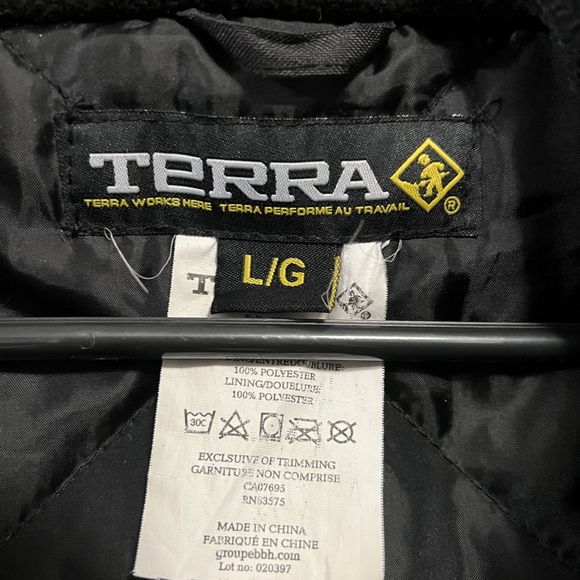 TERRA
TERRA WORKS HERE TERRA PERFORME AU TRAVAIL ®
L/G
T
®
100% POLYESTER
LINING/DOUBLURE:
100% POLYESTER
30C
EXCLSUIVE OF TRIMMING
GARNITURE NON COMPRISE
CA07695
RN83575
MADE IN CHINA
FABRIQUÉ EN CHINE
groupebbh.com
Lot no: 020397